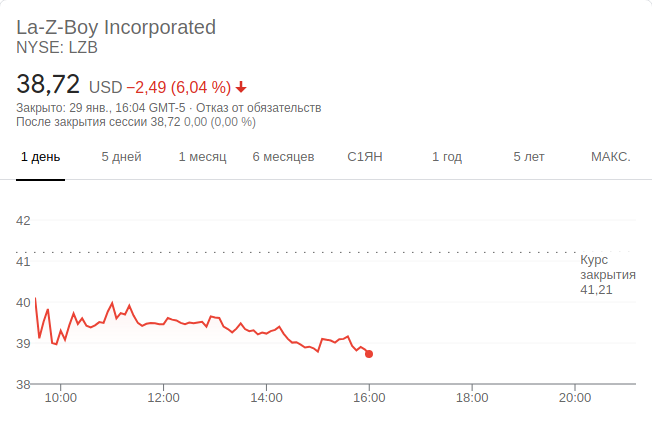 La-Z-Boy Incorporated
NYSE: LZB
38,72 USD −2,49 (6,04 %)
Закрыто: 29 янв., 16:04 GMT-5 · Отказ от обязательств
После закрытия сессии 38,72 0,00 (0,00 %)
1 день 5 дней 1 месяц 6 месяцев С1ЯН 1 год 5 лет МАКС.
42
41
40
39
38
Курс
закрытия
41,21
10:00 12:00 14:00 16:00 18:00 20:00